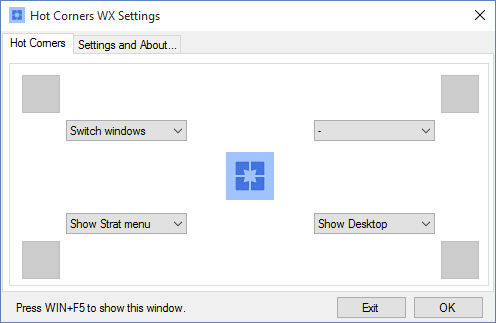 Hot Corners WX Settings
Hot Corners
Settings and About...
Switch windows
-
Show Strat menu
Show Desktop
Press WIN+F5 to show this window.
Exit
OK